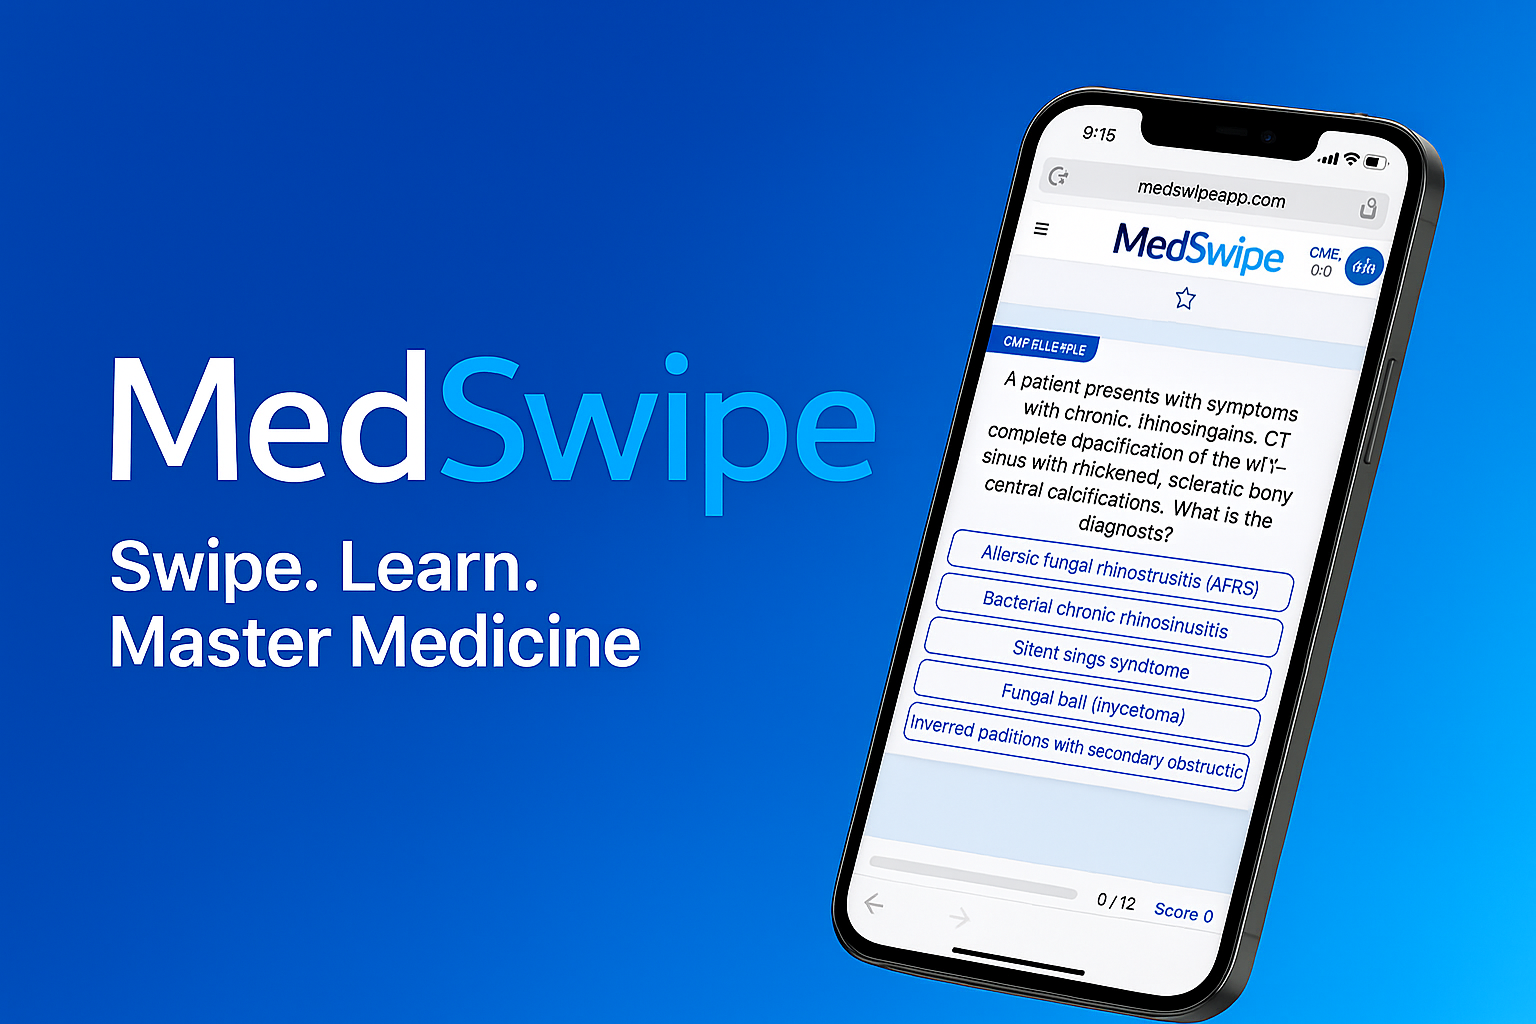 MedSwipe
Swipe. Learn.
Master Medicine
9:15
medswlpeapp.com
MedSwipe
CME,
0:0
A patient presents with symptoms
with chronic. ihinosingains. CT
complete dpacification of the
sinus with rhickened, scleratic bony
central calcifications. What is the
diagnosts?
Allersic fungal rhinostrusitis (AFRS)
Bacterial chronic rhinosinusitis
Sitent sings syndtome
Fungal ball (inycetoma)
Inverred paditions with secondary obstructic
0 / 12
Score 0